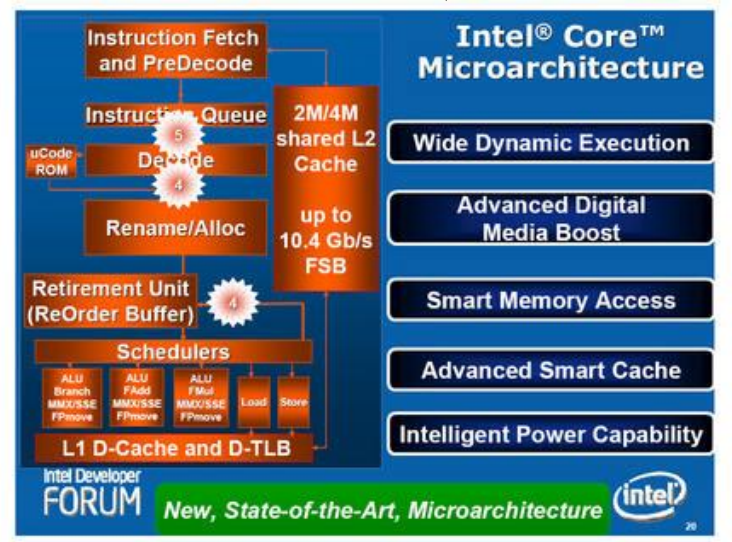 Intel® Core™
Microarchitecture
Instruction Fetch
and PreDecode
Instruction Queue
5
uCode
ROM
Decode
4
Rename/Alloc
2M/4M
shared L2
Cache
up to
10.4 Gb/s
FSB
Retirement Unit
(ReOrder Buffer)
4
Schedulers
ALU
Branch
MMX/SSE
FPmove
ALU
FAdd
MMX/SSE
FPmove
ALU
FMul
MMX/SSE
FPmove
Load
Store
L1 D-Cache and D-TLB
Wide Dynamic Execution
Advanced Digital
Media Boost
Smart Memory Access
Advanced Smart Cache
Intelligent Power Capability
Intel Developer
FORUM
New, State-of-the-Art, Microarchitecture
intel
20